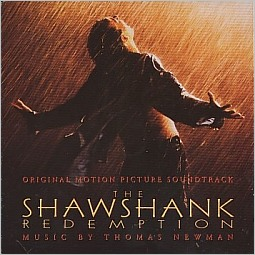 ORIGINAL MOTION PICTURE SOUNDTRACK
THE
SHAWSHANK
REDEMPTION
MUSIC BY THOMAS NEWMAN